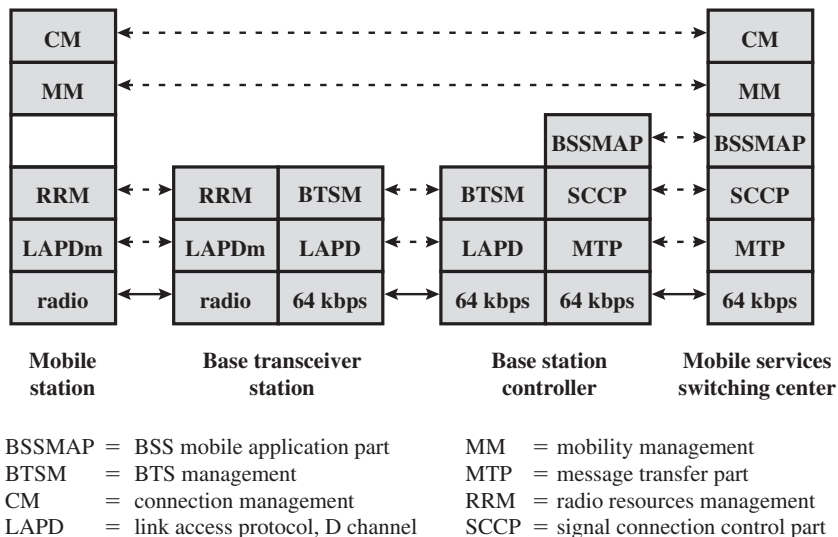 CM CM
MM MM
BSSMAP BSSMAP
RRM RRM BTSM BTSM SCCP SCCP
LAPDm LAPDm LAPD LAPD MTP MTP
radio radio 64 kbps 64 kbps 64 kbps 64 kbps
Mobile station
Base transceiver station
Base station controller
Mobile services switching center
BSSMAP = BSS mobile application part
BTSM = BTS management
CM = connection management
LAPD = link access protocol, D channel
MM = mobility management
MTP = message transfer part
RRM = radio resources management
SCCP = signal connection control part